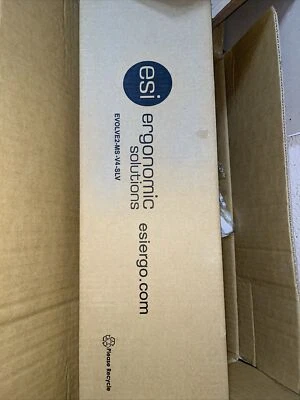 esi
ergonomic
solutions
EVOLVE2-MS-V4-SLV
esiergo.com
Please Recycle